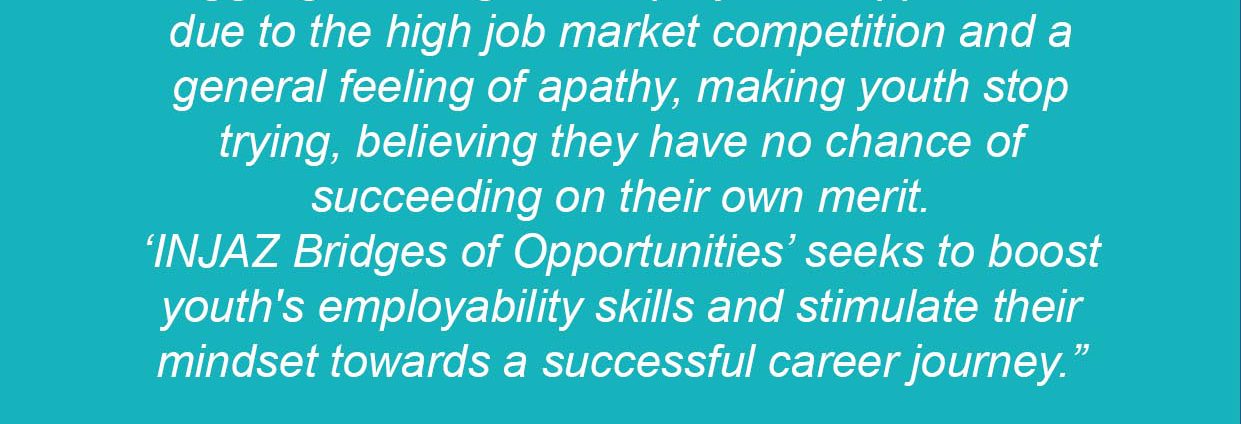 due to the high job market competition and a
general feeling of apathy, making youth stop
trying, believing they have no chance of
succeeding on their own merit.
‘INJAZ Bridges of Opportunities’ seeks to boost
youth's employability skills and stimulate their
mindset towards a successful career journey.”